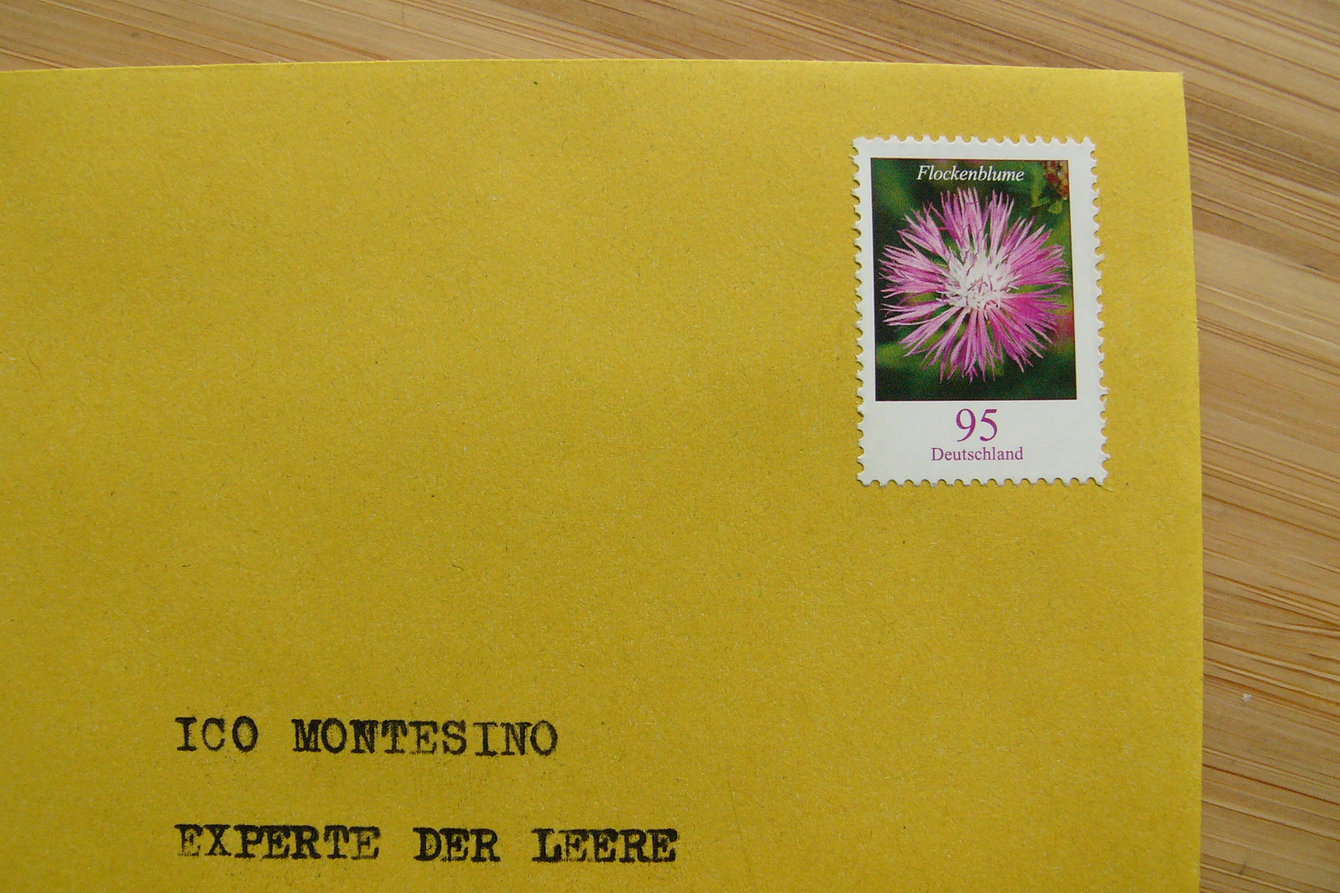 Flockenblume
95
Deutschland
ICO MONTESINO
EXPERTE DER LEERE